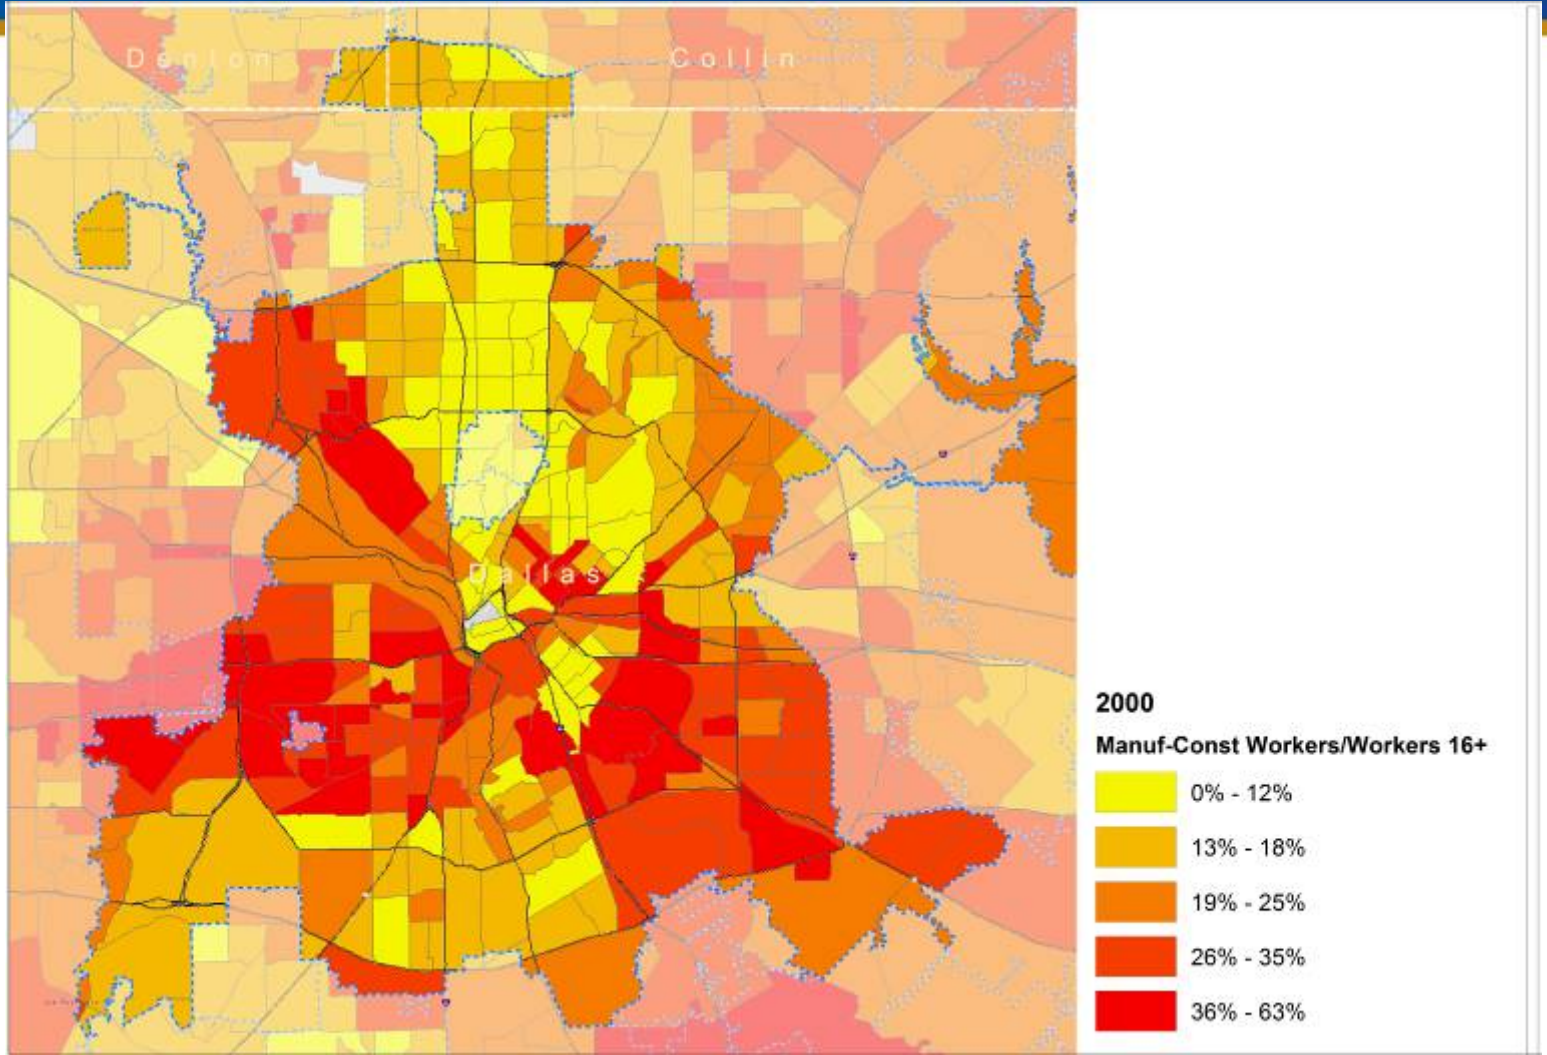 Denton
Collin
Dallas
2000
Manuf-Const Workers/Workers 16+
0% - 12%
13% - 18%
19% - 25%
26% - 35%
36% - 63%